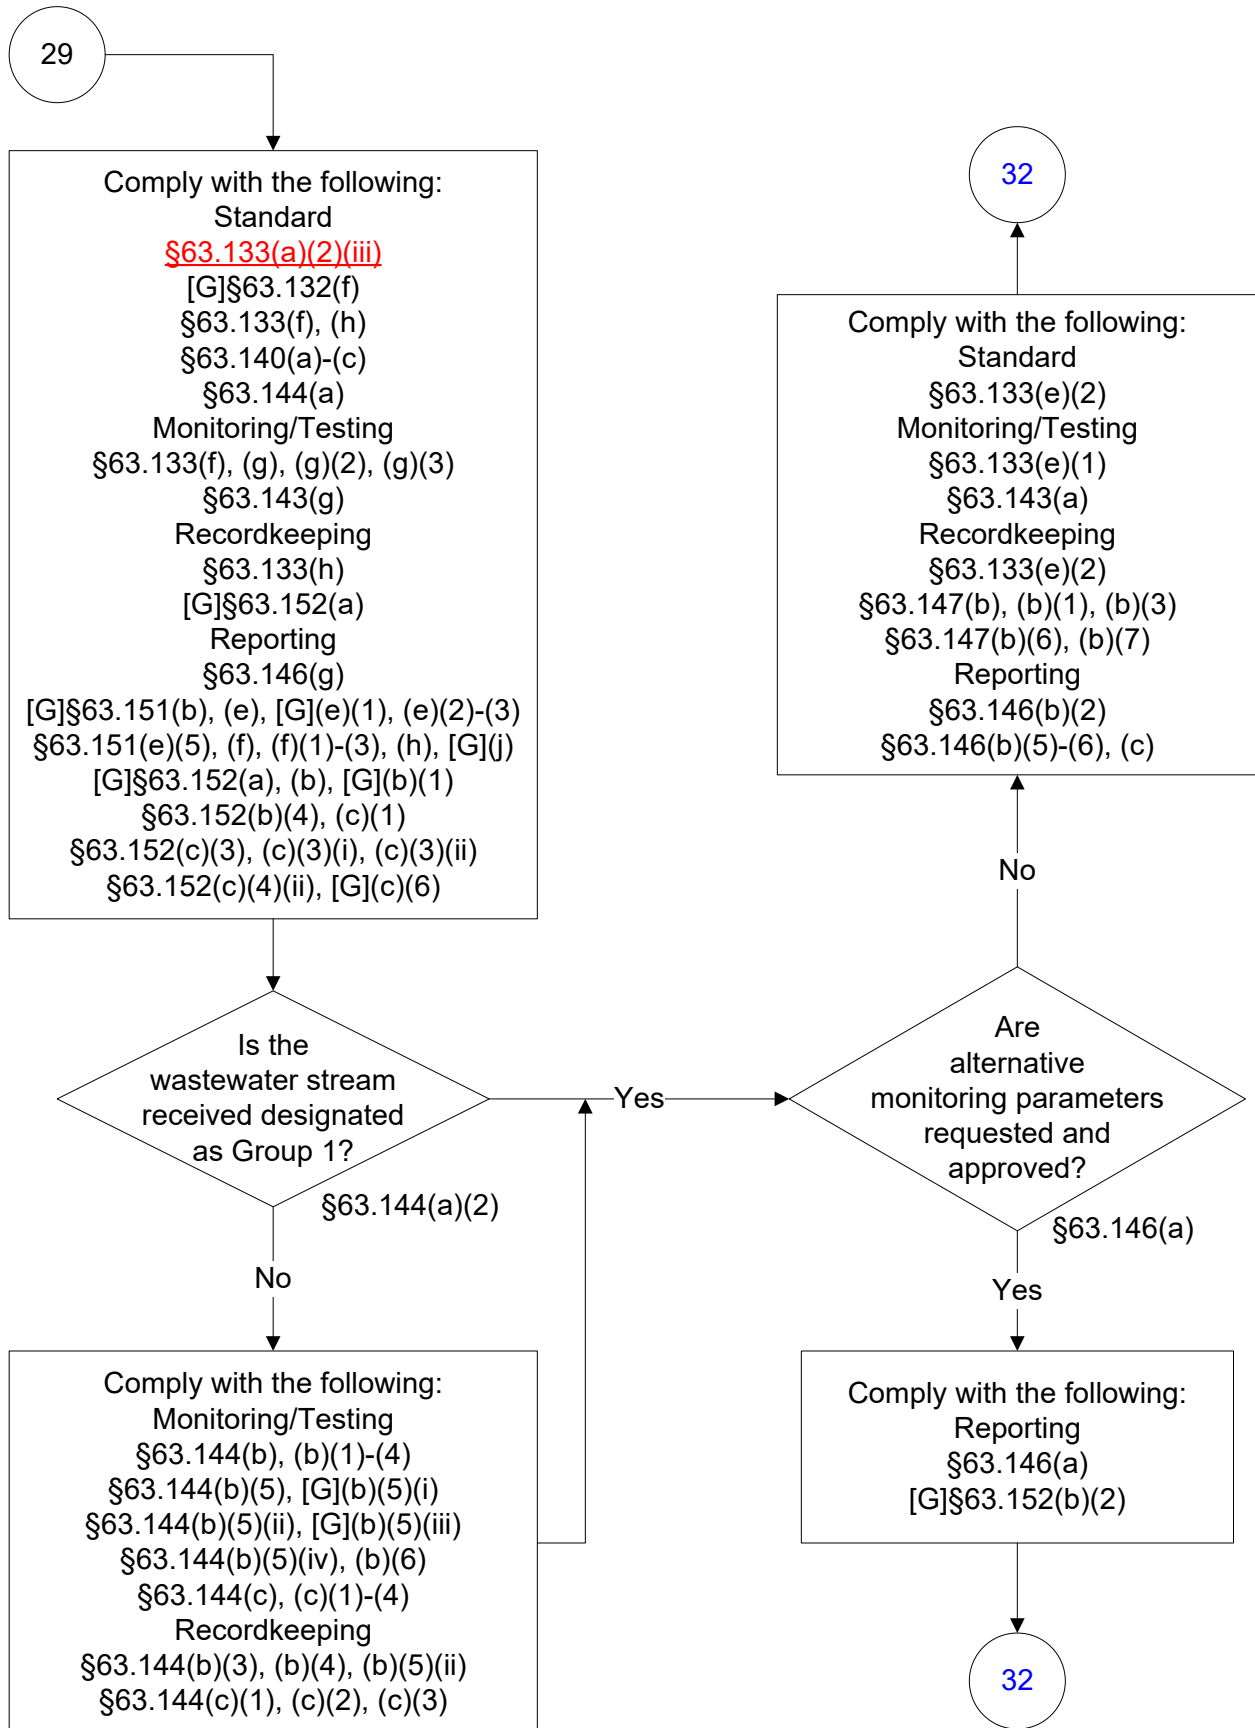 29
Comply with the following:
Standard
§63.133(a)(2)(iii)
[G]§63.132(f)
§63.133(f), (h)
§63.140(a)-(c)
§63.144(a)
Monitoring/Testing
§63.133(f), (g), (g)(2), (g)(3)
§63.143(g)
Recordkeeping
§63.133(h)
[G]§63.152(a)
Reporting
§63.146(g)
[G]§63.151(b), (e), [G](e)(1), (e)(2)-(3)
§63.151(e)(5), (f), (f)(1)-(3), (h), [G](j)
[G]§63.152(a), (b), [G](b)(1)
§63.152(b)(4), (c)(1)
§63.152(c)(3), (c)(3)(i), (c)(3)(ii)
§63.152(c)(4)(ii), [G](c)(6)
Is the
wastewater stream
received designated
as Group 1?
§63.144(a)(2)
No
Comply with the following:
Monitoring/Testing
§63.144(b), (b)(1)-(4)
§63.144(b)(5), [G](b)(5)(i)
§63.144(b)(5)(ii), [G](b)(5)(iii)
§63.144(b)(5)(iv), (b)(6)
§63.144(c), (c)(1)-(4)
Recordkeeping
§63.144(b)(3), (b)(4), (b)(5)(ii)
§63.144(c)(1), (c)(2), (c)(3)
Yes
Are
alternative
monitoring parameters
requested and
approved?
§63.146(a)
No
Comply with the following:
Standard
§63.133(e)(2)
Monitoring/Testing
§63.133(e)(1)
§63.143(a)
Recordkeeping
§63.133(e)(2)
§63.147(b), (b)(1), (b)(3)
§63.147(b)(6), (b)(7)
Reporting
§63.146(b)(2)
§63.146(b)(5)-(6), (c)
32
Yes
Comply with the following:
Reporting
§63.146(a)
[G]§63.152(b)(2)
32